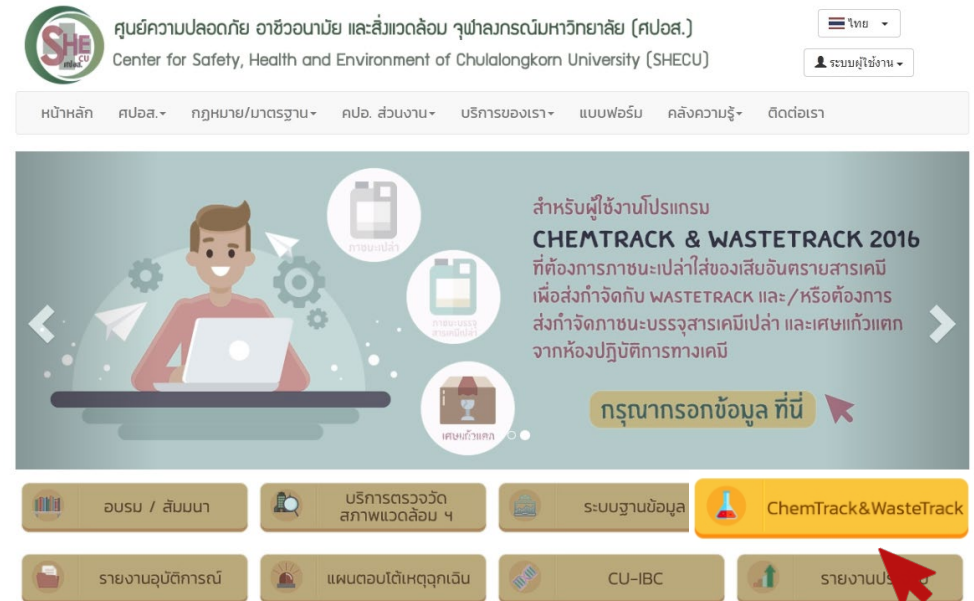 SHE
CU
ศปอส.
ศูนย์ความปลอดภัย อาชีวอนามัย และสิ่งแวดล้อม จุฬาลงกรณ์มหาวิทยาลัย (ศปอส.)
Center for Safety, Health and Environment of Chulalongkorn University (SHECU)
ไทย
ระบบผู้ใช้งาน
หน้าหลัก ศปอส. กฎหมาย/มาตรฐาน คปอ. ส่วนงาน บริการของเรา แบบฟอร์ม คลังความรู้ ติดต่อเรา
ภาชนะเปล่า
ภาชนะบรรจุ
สารเคมีเปล่า
เศษแก้วแตก
สำหรับผู้ใช้งานโปรแกรม
CHEMTRACK & WASTETRACK 2016
ที่ต้องการภาชนะเปล่าใส่ของเสียอันตรายสารเคมี
เพื่อส่งกำจัดกับ WASTETRACK และ/หรือต้องการ
ส่งกำจัดภาชนะบรรจุสารเคมีเปล่า และเศษแก้วแตก
จากห้องปฏิบัติการทางเคมี
กรุณากรอกข้อมูล ที่นี่
อบรม / สัมมนา
บริการตรวจวัด
สภาพแวดล้อม ฯ
ระบบฐานข้อมูล
ChemTrack&WasteTrack
รายงานอุบัติการณ์
แผนตอบโต้เหตุฉุกเฉิน
CU-IBC